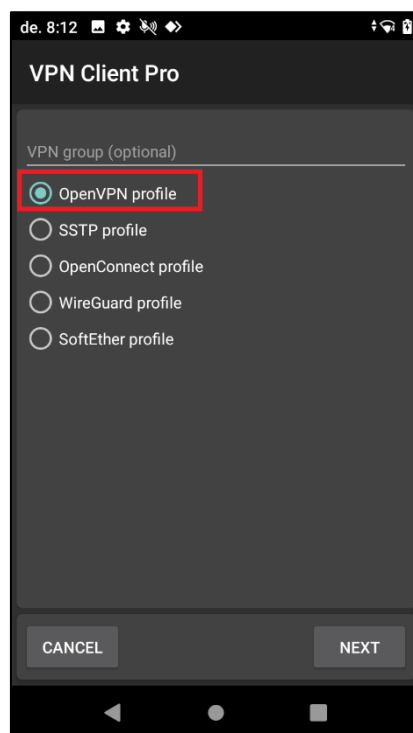 de. 8:12
VPN Client Pro
VPN group (optional)
OpenVPN profile
SSTP profile
OpenConnect profile
WireGuard profile
SoftEther profile
CANCEL
NEXT